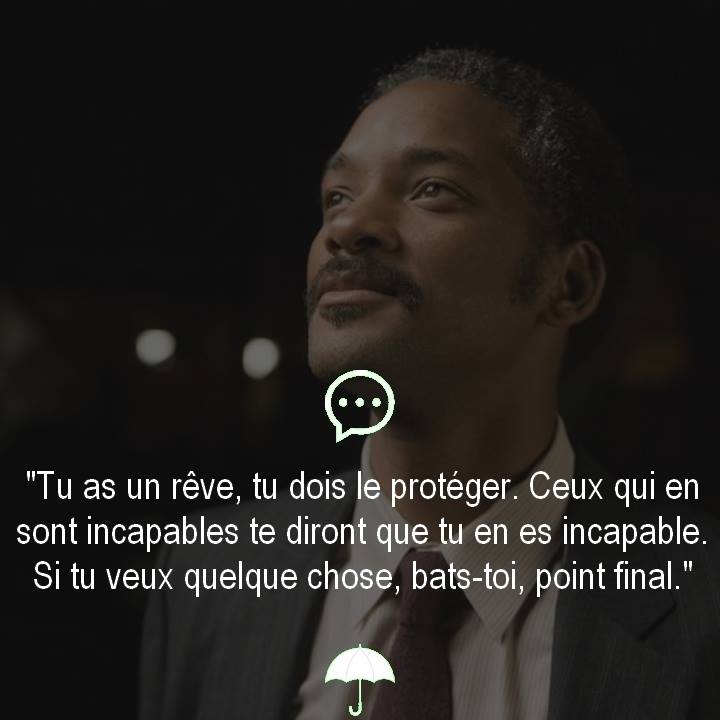 "Tu as un rêve, tu dois le protéger. Ceux qui en
sont incapables te diront que tu en es incapable.
Si tu veux quelque chose, bats-toi, point final."